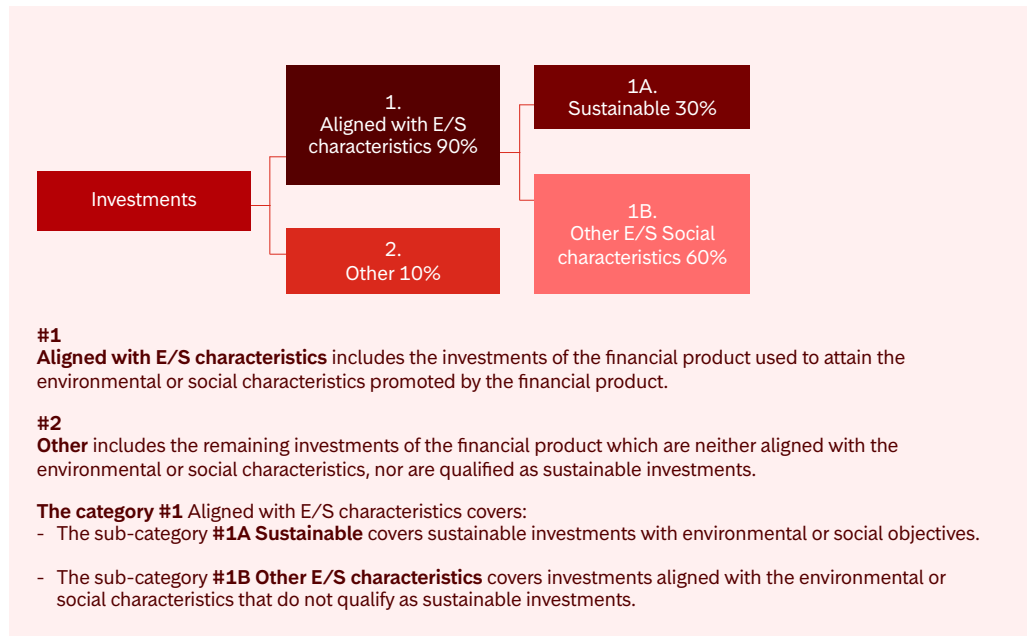 1.
Aligned with E/S
characteristics 90%
1A.
Sustainable 30%
Investments
1B.
Other E/S Social
characteristics 60%
2.
Other 10%
#1
Aligned with E/S characteristics includes the investments of the financial product used to attain the
environmental or social characteristics promoted by the financial product.
#2
Other includes the remaining investments of the financial product which are neither aligned with the
environmental or social characteristics, nor are qualified as sustainable investments.
The category #1 Aligned with E/S characteristics covers:
- The sub-category #1A Sustainable covers sustainable investments with environmental or social objectives.
- The sub-category #1B Other E/S characteristics covers investments aligned with the environmental or
social characteristics that do not qualify as sustainable investments.